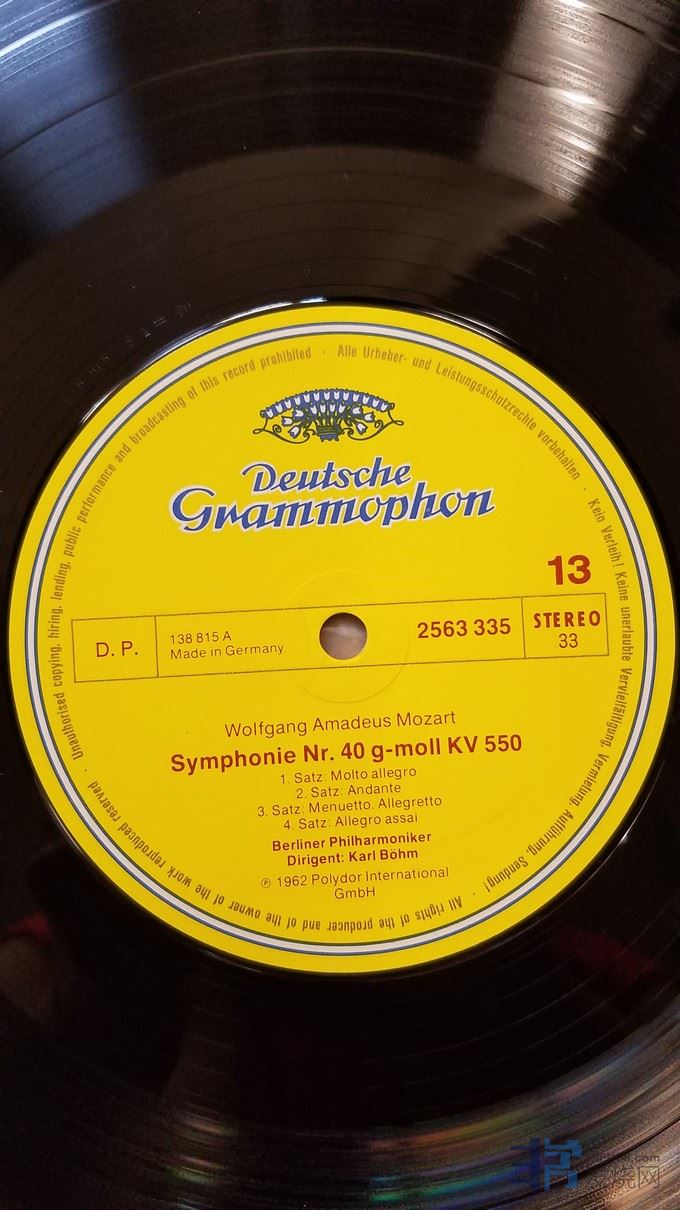 Unauthorised copying, hiring, lending, public performance and broadcasting of this record prohibited · Alle Urheber- und Leistungsschutzrechte vorbehalten · Kein Verleih! Keine unerlaubte Vervielfältigung, Vermietung, Aufführung, Sendung! · All rights of the producer and of the owner of the work reproduced reserved ·
Deutsche
Grammophon
13
D. P.
138 815 A
Made in Germany
2563 335
STEREO
33
Wolfgang Amadeus Mozart
Symphonie Nr. 40 g-moll KV 550
1. Satz: Molto allegro
2. Satz: Andante
3. Satz: Menuetto. Allegretto
4. Satz: Allegro assai
Berliner Philharmoniker
Dirigent: Karl Böhm
℗ 1962 Polydor International
GmbH